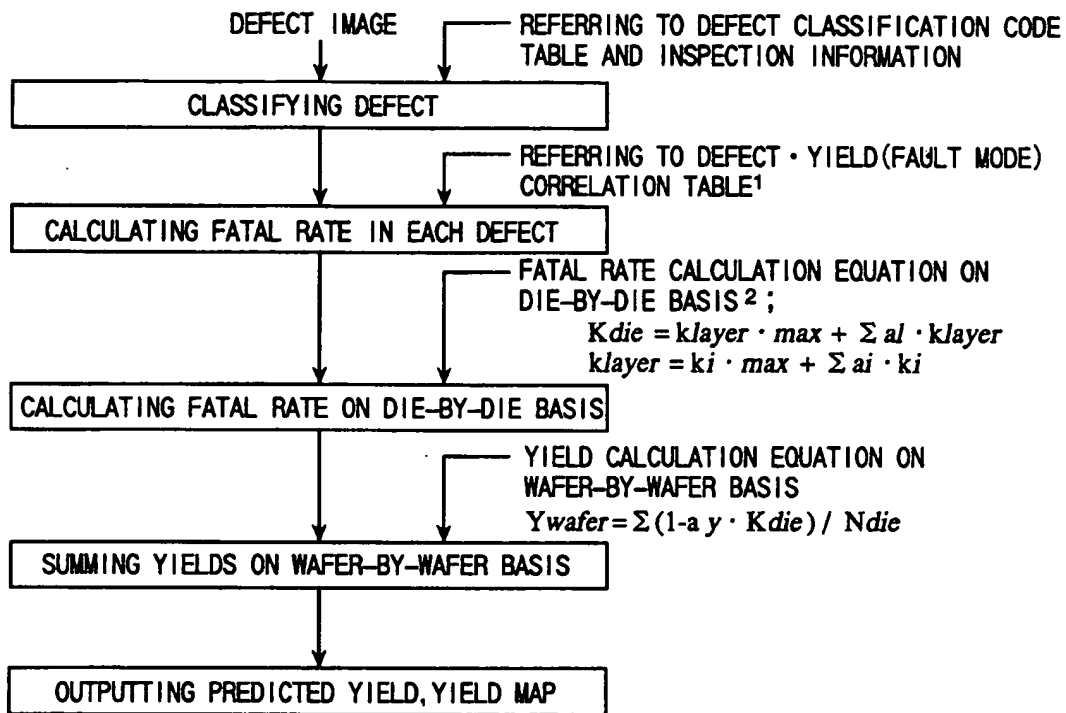 DEFECT IMAGE
REFERRING TO DEFECT CLASSIFICATION CODE
TABLE AND INSPECTION INFORMATION
CLASSIFYING DEFECT
REFERRING TO DEFECT・YIELD(FAULT MODE)
CORRELATION TABLE1
CALCULATING FATAL RATE IN EACH DEFECT
FATAL RATE CALCULATION EQUATION ON
DIE-BY-DIE BASIS 2 ;
Kdie = klayer · max + Σ al · klayer
klayer = ki · max + Σ ai · ki
CALCULATING FATAL RATE ON DIE-BY-DIE BASIS
YIELD CALCULATION EQUATION ON
WAFER-BY-WAFER BASIS
Ywafer=Σ(1-a y · Kdie) / Ndie
SUMMING YIELDS ON WAFER-BY-WAFER BASIS
OUTPUTTING PREDICTED YIELD, YIELD MAP